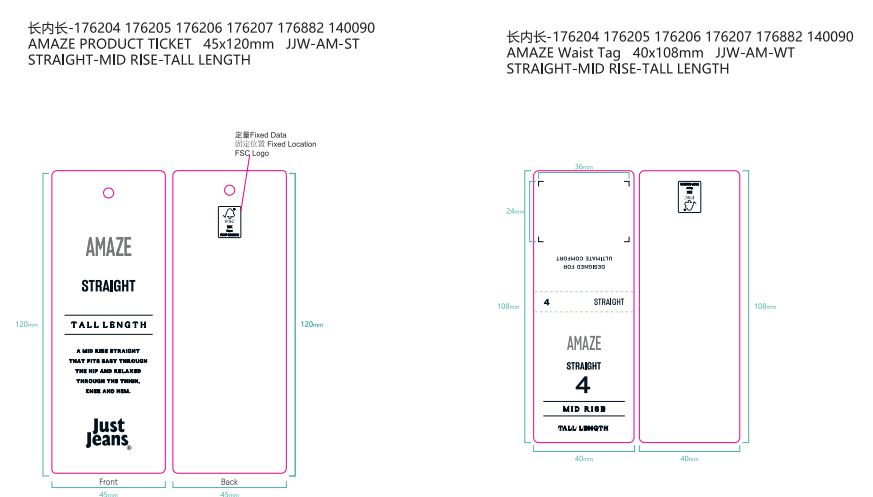 长内长-176204 176205 176206 176207 176882 140090
AMAZE PRODUCT TICKET 45x120mm JJW-AM-ST
STRAIGHT-MID RISE-TALL LENGTH
定量Fixed Data
固定位置 Fixed Location
FSC Logo
120mm
AMAZE
STRAIGHT
TALL LENGTH
A MID RISE STRAIGHT
THAT FITS EASY THROUGH
THE HIP AND RELAXED
THROUGH THE THIGH,
KNEE AND HEM.
Just
Jeans®
Front
45mm
FSC
120mm
Back
45mm
长内长-176204 176205 176206 176207 176882 140090
AMAZE Waist Tag 40x108mm JJW-AM-WT
STRAIGHT-MID RISE-TALL LENGTH
36mm
24mm
108mm
DESIGNED FOR
ULTIMATE COMFORT
4 STRAIGHT
AMAZE
STRAIGHT
4
MID RISE
TALL LENGTH
40mm
FSC
108mm
40mm